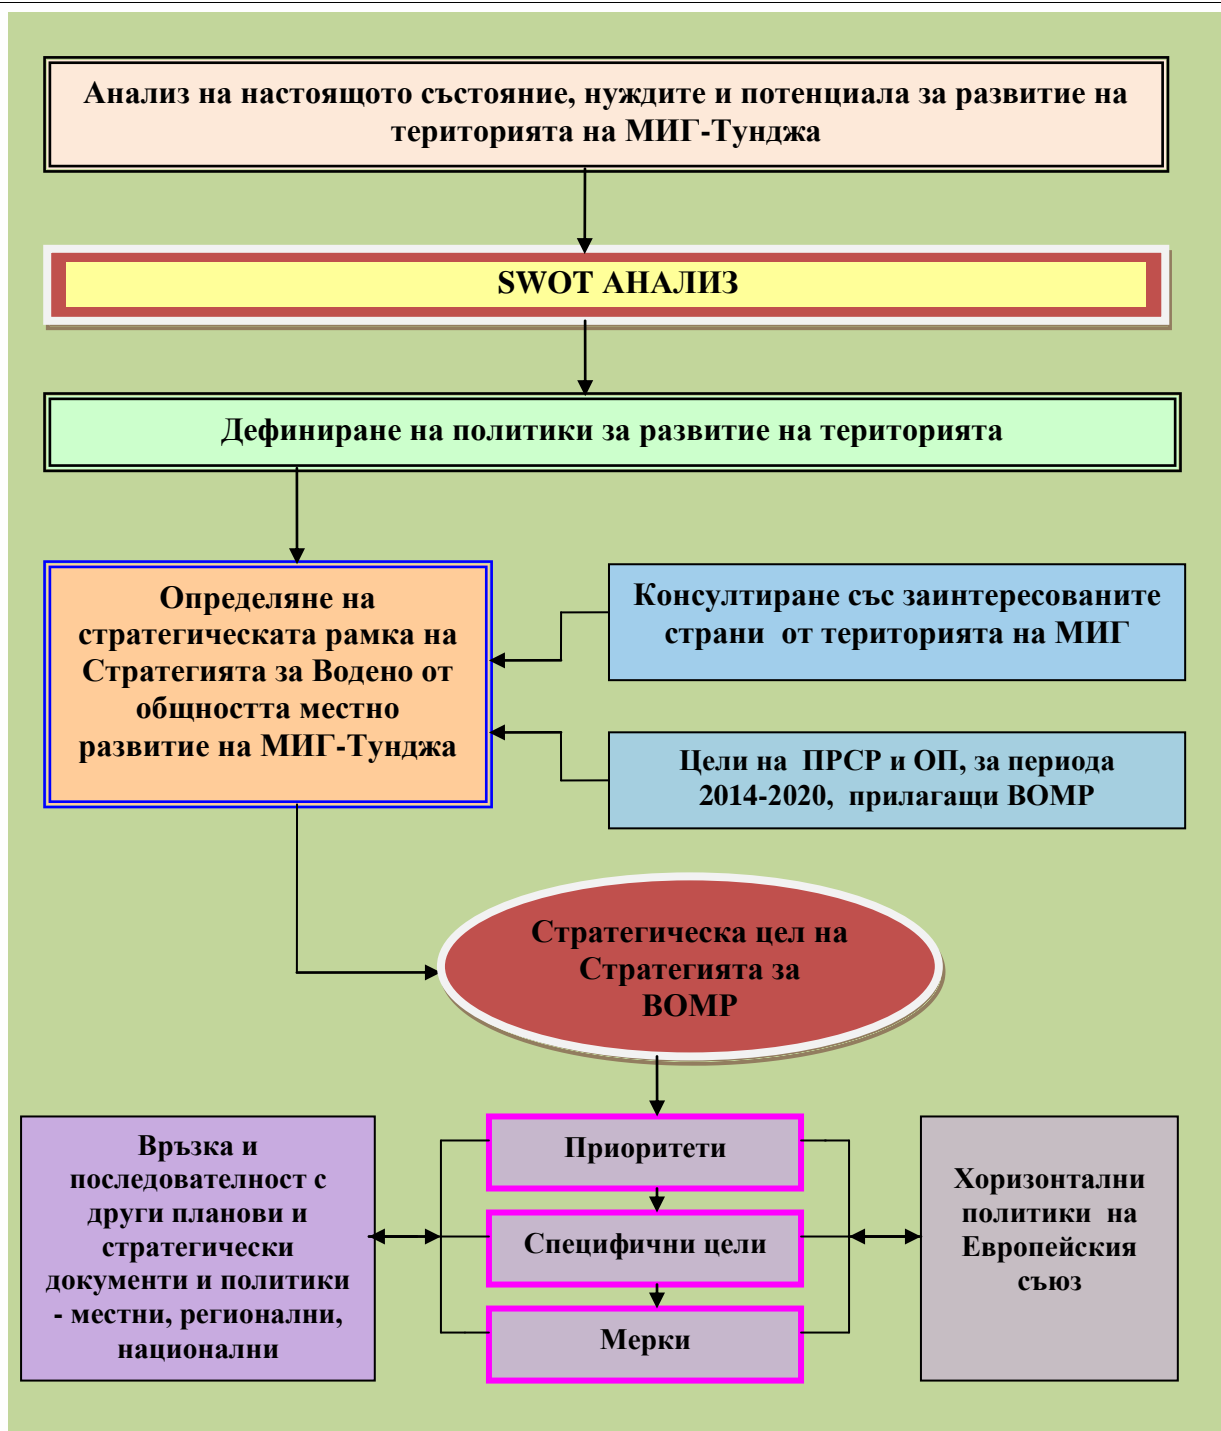 Анализ на настоящото състояние, нуждите и потенциала за развитие на
територията на МИГ-Тунджа
SWOT АНАЛИЗ
Дефиниране на политики за развитие на територията
Определяне на
стратегическата рамка на
Стратегията за Водено от
общността местно
развитие на МИГ-Тунджа
Консултиране със заинтересованите
страни от територията на МИГ
Цели на ПРСР и ОП, за периода
2014-2020, прилагащи ВОМР
Стратегическа цел на
Стратегията за
ВОМР
Връзка и
последователност с
други планови и
стратегически
документи и политики
- местни, регионални,
национални
Приоритети
Специфични цели
Мерки
Хоризонтални
политики на
Европейския
съюз